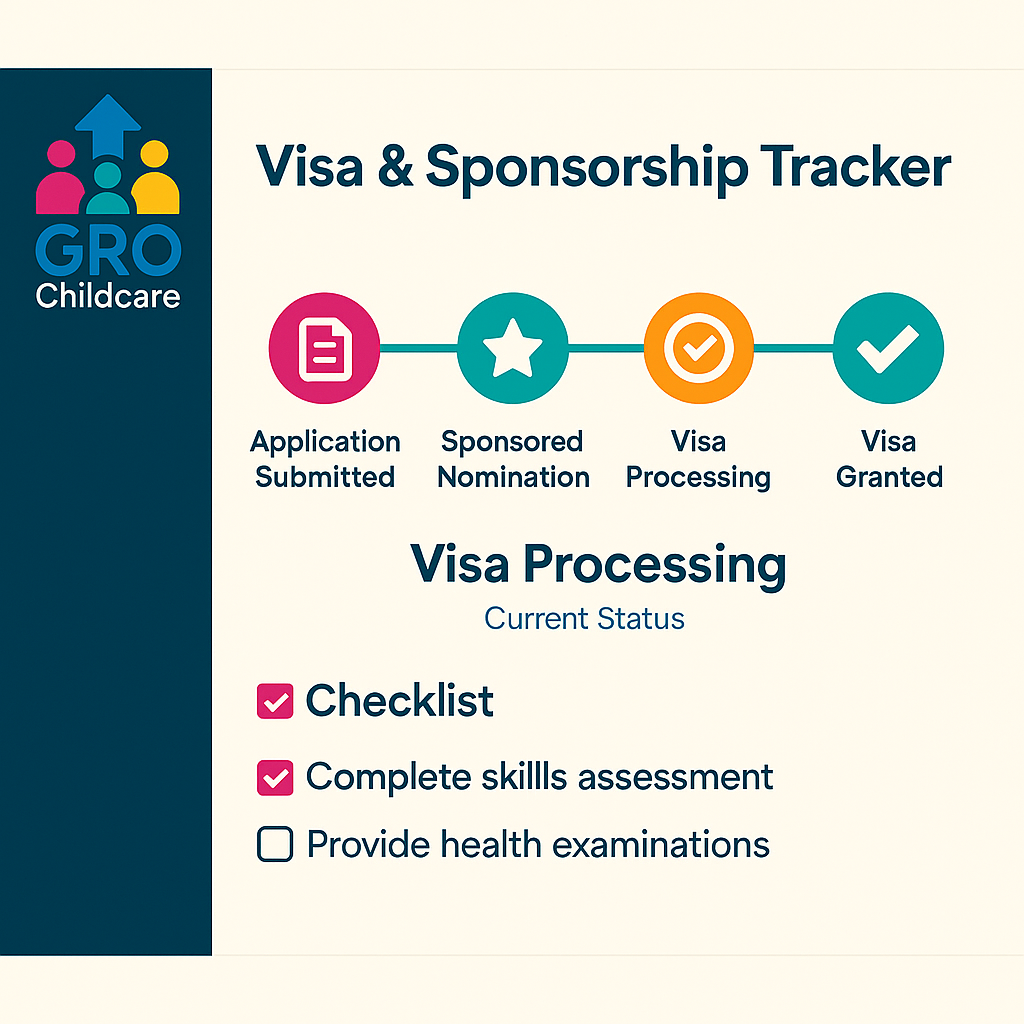 GRO
Childcare
Visa & Sponsorship Tracker
Application
Submitted
Sponsored
Nomination
Visa
Processing
Visa
Granted
Visa Processing
Current Status
Checklist
Complete skillls assessment
Provide health examinations